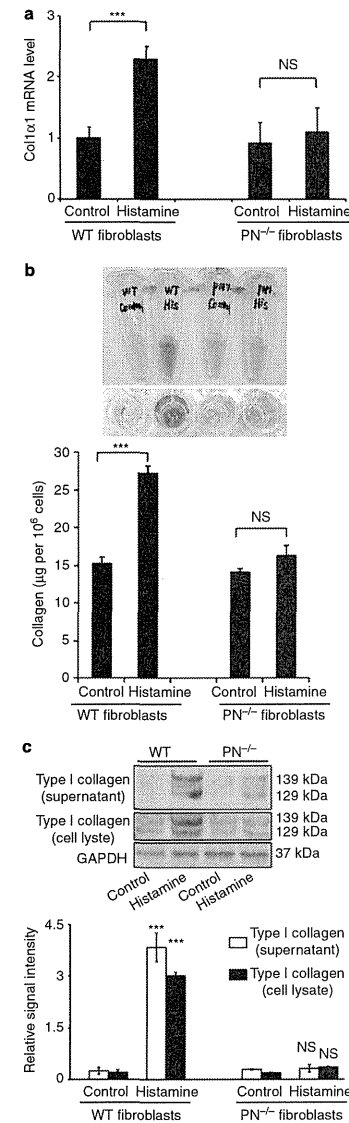 a
***
NS
Col1α1 mRNA level
3
2
1
0
Control Histamine Control Histamine
WT fibroblasts PN−/− fibroblasts
b
WT WT
His His
***
NS
Collagen (μg per 10⁶ cells)
30
25
20
15
10
5
0
Control Histamine Control Histamine
WT fibroblasts PN−/− fibroblasts
c
WT PN−/−
Type I collagen (supernatant) 139 kDa 129 kDa
Type I collagen (cell lyste) 139 kDa 129 kDa
GAPDH 37 kDa
Control Histamine Control Histamine
Relative signal intensity
4.5
3
1.5
0
*** ***
NS NS
Type I collagen (supernatant)
Type I collagen (cell lysate)
Control Histamine Control Histamine
WT fibroblasts PN−/− fibroblasts